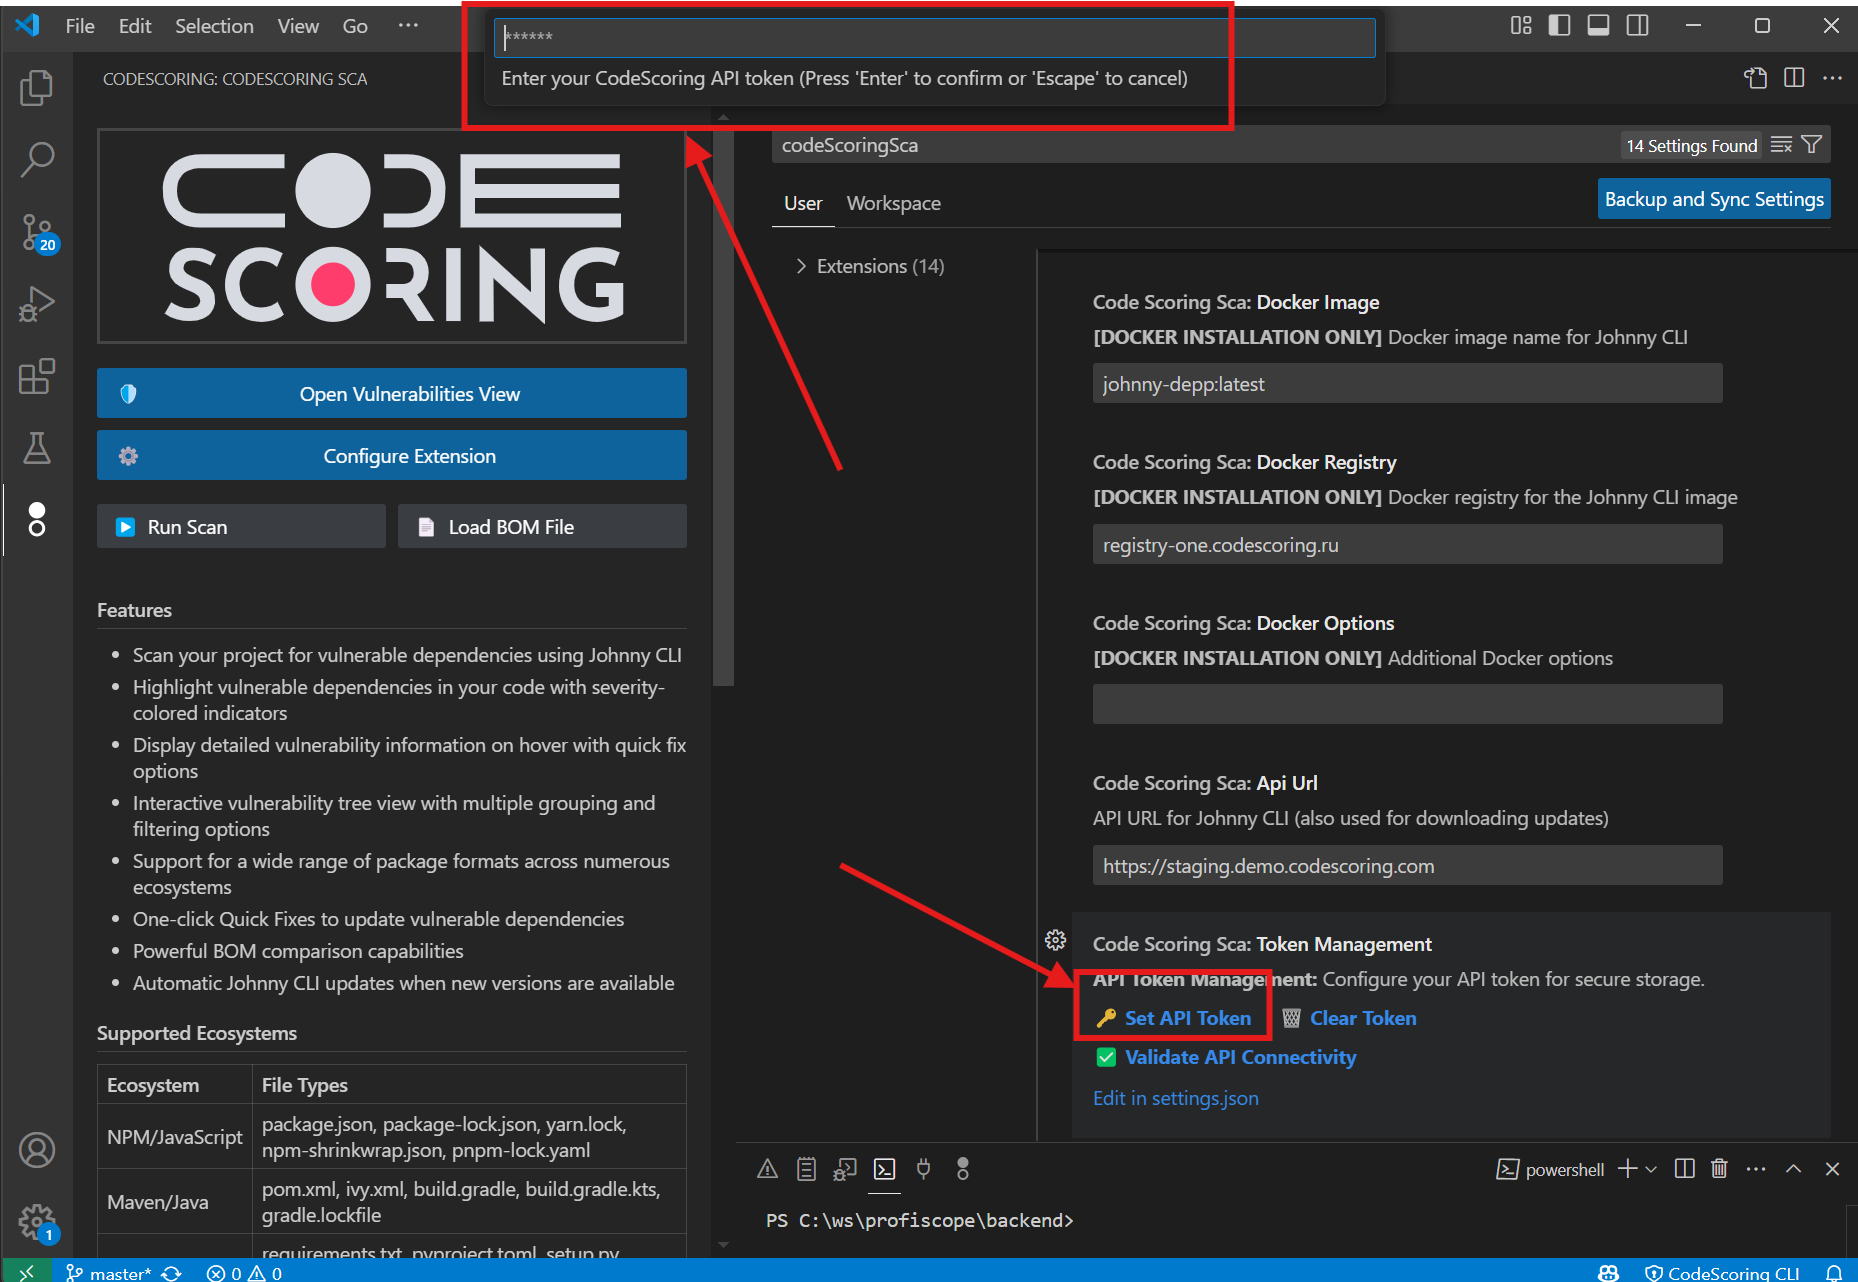 File Edit Selection View Go ···
******
Enter your CodeScoring API token (Press 'Enter' to confirm or 'Escape' to cancel)
CODESCORING: CODESCORING SCA
CODE
SCORING
Open Vulnerabilities View
Configure Extension
Run Scan
Load BOM File
Features
• Scan your project for vulnerable dependencies using Johnny CLI
• Highlight vulnerable dependencies in your code with severity-
colored indicators
• Display detailed vulnerability information on hover with quick fix
options
• Interactive vulnerability tree view with multiple grouping and
filtering options
• Support for a wide range of package formats across numerous
ecosystems
• One-click Quick Fixes to update vulnerable dependencies
• Powerful BOM comparison capabilities
• Automatic Johnny CLI updates when new versions are available
Supported Ecosystems
Ecosystem File Types
NPM/JavaScript package.json, package-lock.json, yarn.lock,
npm-shrinkwrap.json, pnpm-lock.yaml
Maven/Java pom.xml, ivy.xml, build.gradle, build.gradle.kts,
gradle.lockfile
requirements.txt, pyproject.toml, setup.py,
20
1
codeScoringSca
14 Settings Found
User Workspace
Backup and Sync Settings
Extensions (14)
Code Scoring Sca: Docker Image
[DOCKER INSTALLATION ONLY] Docker image name for Johnny CLI
johnny-depp:latest
Code Scoring Sca: Docker Registry
[DOCKER INSTALLATION ONLY] Docker registry for the Johnny CLI image
registry-one.codescoring.ru
Code Scoring Sca: Docker Options
[DOCKER INSTALLATION ONLY] Additional Docker options
Code Scoring Sca: Api Url
API URL for Johnny CLI (also used for downloading updates)
https://staging.demo.codescoring.com
Code Scoring Sca: Token Management
API Token Management: Configure your API token for secure storage.
Set API Token Clear Token
Validate API Connectivity
Edit in settings.json
powershell
PS C:\ws\profiscope\backend>
master* 0 0
CodeScoring CLI